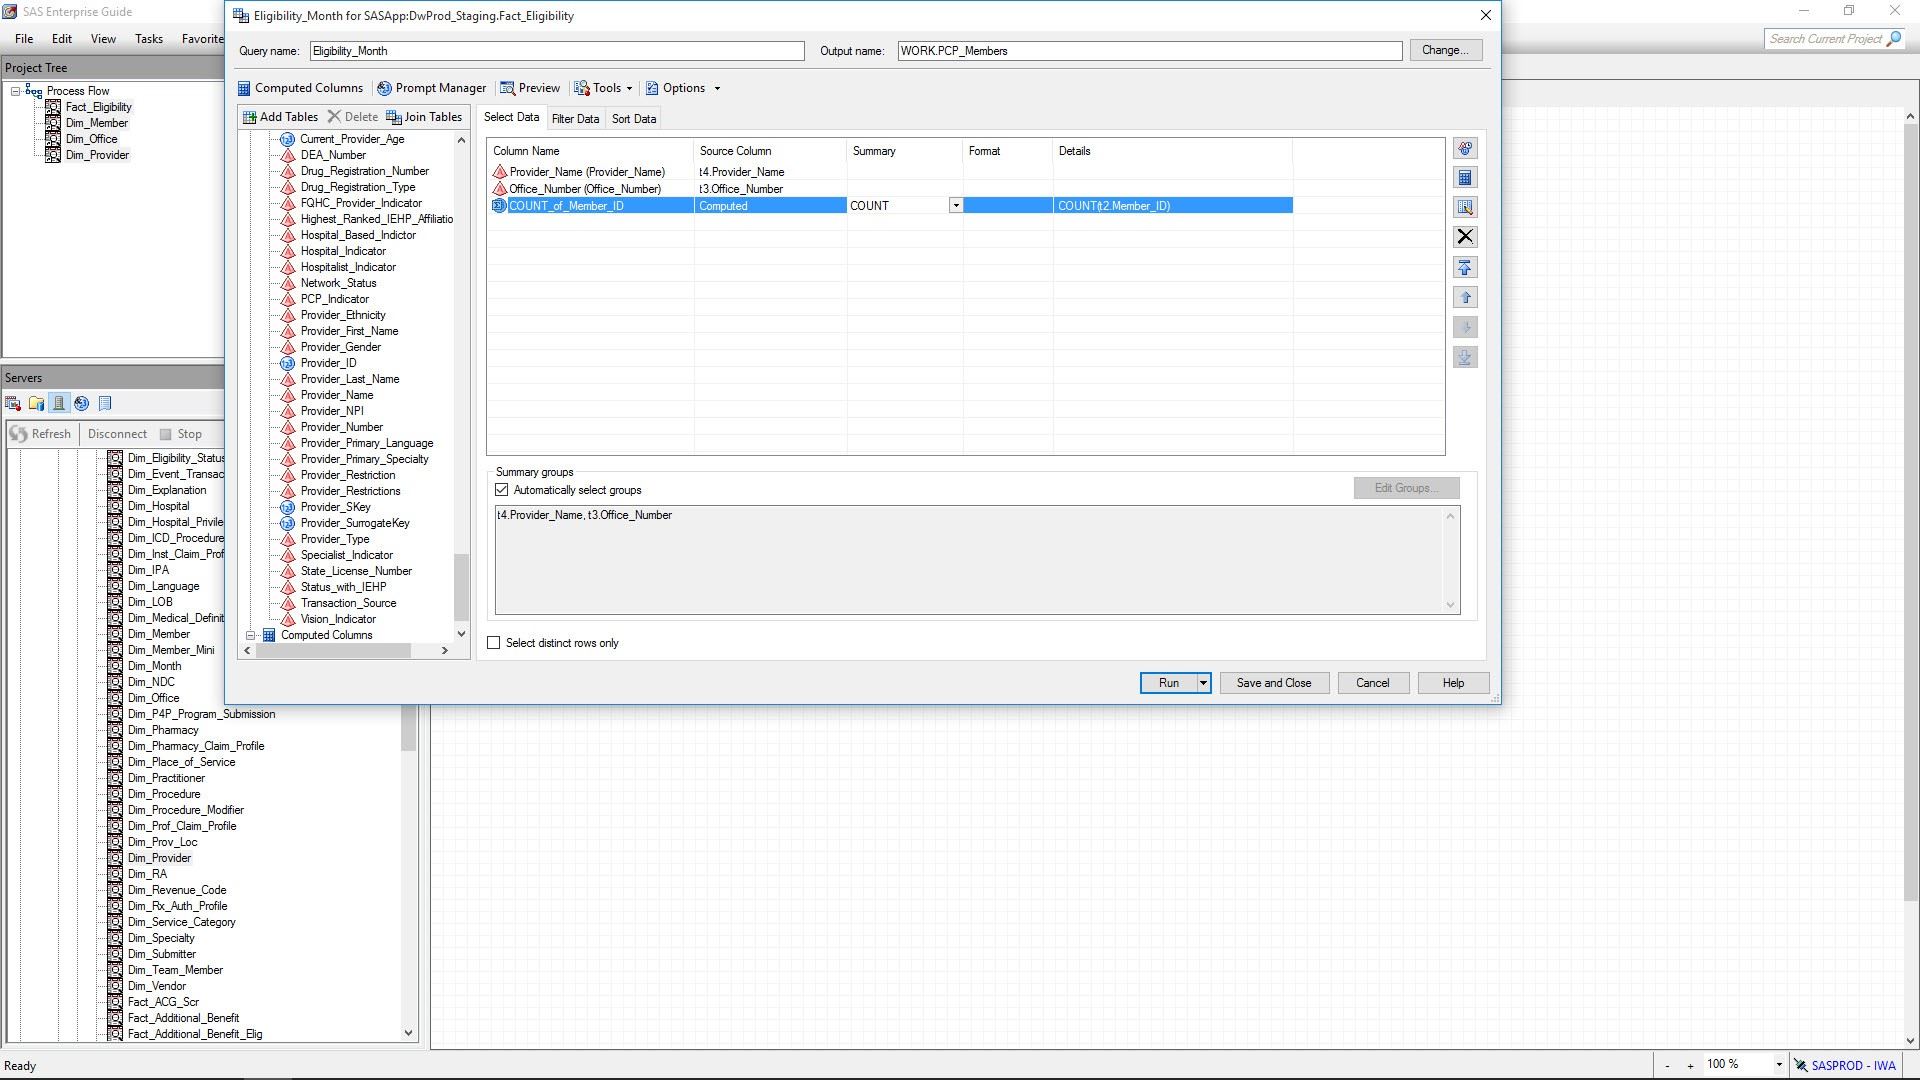 SAS Enterprise Guide
File Edit View Tasks Favorite
Search Current Project
Project Tree
Process Flow
Fact_Eligibility
Dim_Member
Dim_Office
Dim_Provider
Servers
Refresh Disconnect Stop
Dim_Eligibility_Status
Dim_Event_Transac
Dim_Explanation
Dim_Hospital
Dim_Hospital_Privile
Dim_ICD_Procedure
Dim_Inst_Claim_Prof
Dim_IPA
Dim_Language
Dim_LOB
Dim_Medical_Definit
Dim_Member
Dim_Member_Mini
Dim_Month
Dim_NDC
Dim_Office
Dim_P4P_Program_Submission
Dim_Pharmacy
Dim_Pharmacy_Claim_Profile
Dim_Place_of_Service
Dim_Practitioner
Dim_Procedure
Dim_Procedure_Modifier
Dim_Prof_Claim_Profile
Dim_Prov_Loc
Dim_Provider
Dim_RA
Dim_Revenue_Code
Dim_Rx_Auth_Profile
Dim_Service_Category
Dim_Specialty
Dim_Submitter
Dim_Team_Member
Dim_Vendor
Fact_ACG_Scr
Fact_Additional_Benefit
Fact_Additional_Benefit_Elig
Eligibility_Month for SASApp:DwProd_Staging.Fact_Eligibility
Query name: Eligibility_Month Output name: WORK.PCP_Members Change...
Computed Columns Prompt Manager Preview Tools Options
Add Tables Delete Join Tables
Current_Provider_Age
DEA_Number
Drug_Registration_Number
Drug_Registration_Type
FQHC_Provider_Indicator
Highest_Ranked_IEHP_Affiliatio
Hospital_Based_Indictor
Hospital_Indicator
Hospitalist_Indicator
Network_Status
PCP_Indicator
Provider_Ethnicity
Provider_First_Name
Provider_Gender
Provider_ID
Provider_Last_Name
Provider_Name
Provider_NPI
Provider_Number
Provider_Primary_Language
Provider_Primary_Specialty
Provider_Restriction
Provider_Restrictions
Provider_SKey
Provider_SurrogateKey
Provider_Type
Specialist_Indicator
State_License_Number
Status_with_IEHP
Transaction_Source
Vision_Indicator
Computed Columns
Select Data Filter Data Sort Data
Column Name Source Column Summary Format Details
Provider_Name (Provider_Name) t4.Provider_Name
Office_Number (Office_Number) t3.Office_Number
COUNT_of_Member_ID Computed COUNT COUNT(t2.Member_ID)
Summary groups
Automatically select groups Edit Groups...
t4.Provider_Name, t3.Office_Number
Select distinct rows only
Run Save and Close Cancel Help
Ready - + 100 % SASPROD - IWA